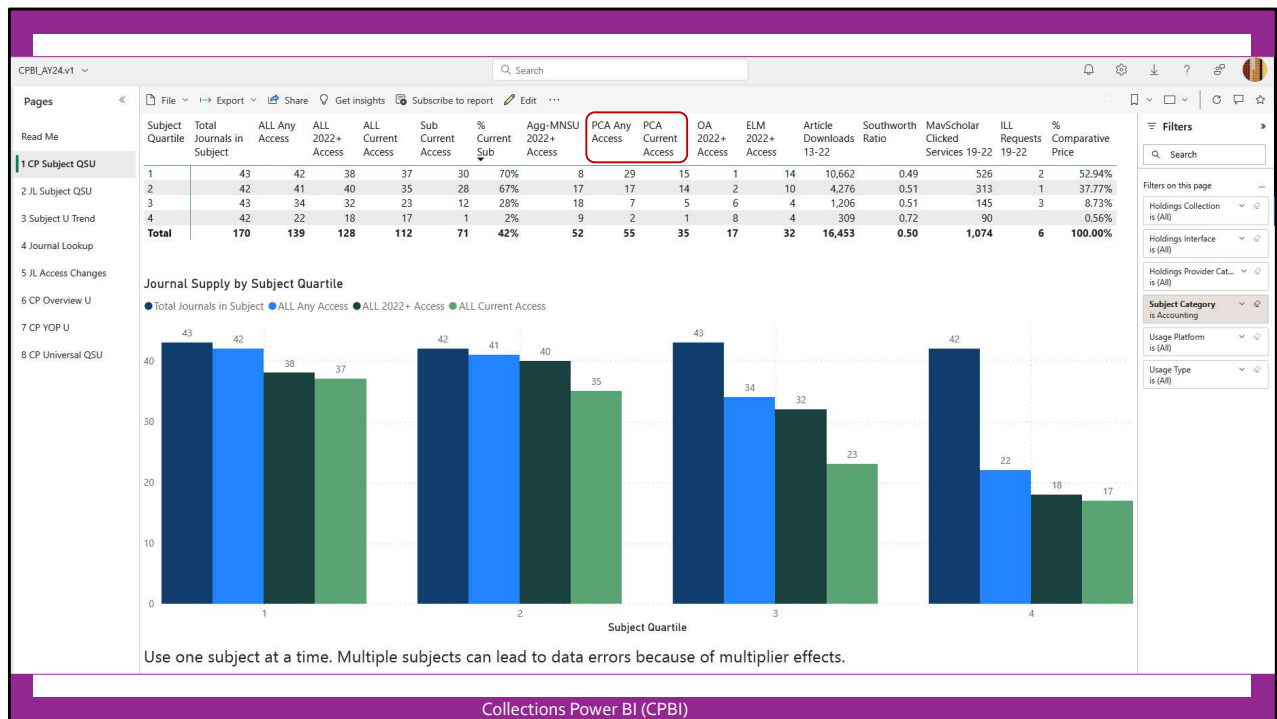 CPBI_AY24.v1
Search
Pages
File Export Share Get insights Subscribe to report Edit ...
Read Me
1 CP Subject QSU
2 JL Subject QSU
3 Subject U Trend
4 Journal Lookup
5 JL Access Changes
6 CP Overview U
7 CP YOP U
8 CP Universal QSU
Subject Quartile Total Journals in Subject ALL Any Access ALL 2022+ Access ALL Current Access Sub Current Access % Current Sub Agg-MNSU 2022+ Access PCA Any Access PCA Current Access OA 2022+ Access ELM 2022+ Access Article Downloads 13-22 Southworth Ratio MavScholar Clicked Services 19-22 ILL Requests 19-22 % Comparative Price
1 43 42 38 37 30 70% 8 29 15 1 14 10,662 0.49 526 2 52.94%
2 42 41 40 35 28 67% 17 17 14 2 10 4,276 0.51 313 1 37.77%
3 43 34 32 23 12 28% 18 7 5 6 4 1,206 0.51 145 3 8.73%
4 42 22 18 17 1 2% 9 2 1 8 4 309 0.72 90 0.56%
Total 170 139 128 112 71 42% 52 55 35 17 32 16,453 0.50 1,074 6 100.00%
Journal Supply by Subject Quartile
Total Journals in Subject ALL Any Access ALL 2022+ Access ALL Current Access
43 42 38 37
42 41 40 35
43 34 32 23
42 22 18 17
40
30
20
10
0
1 2 3 4
Subject Quartile
Use one subject at a time. Multiple subjects can lead to data errors because of multiplier effects.
Filters
Search
Filters on this page ...
Holdings Collection
is (All)
Holdings Interface
is (All)
Holdings Provider Cat...
is (All)
Subject Category
is Accounting
Usage Platform
is (All)
Usage Type
is (All)
Collections Power BI (CPBI)